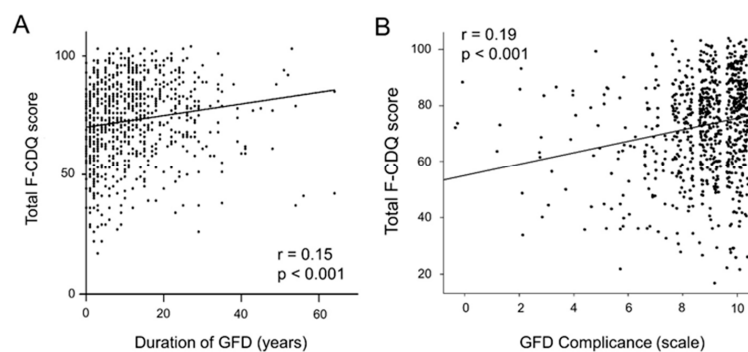 A
Total F-CDQ score
100
50
0
r = 0.15
p < 0.001
0 20 40 60
Duration of GFD (years)
B
Total F-CDQ score
r = 0.19
p < 0.001
100
80
60
40
20
0 2 4 6 8 10
GFD Complicance (scale)